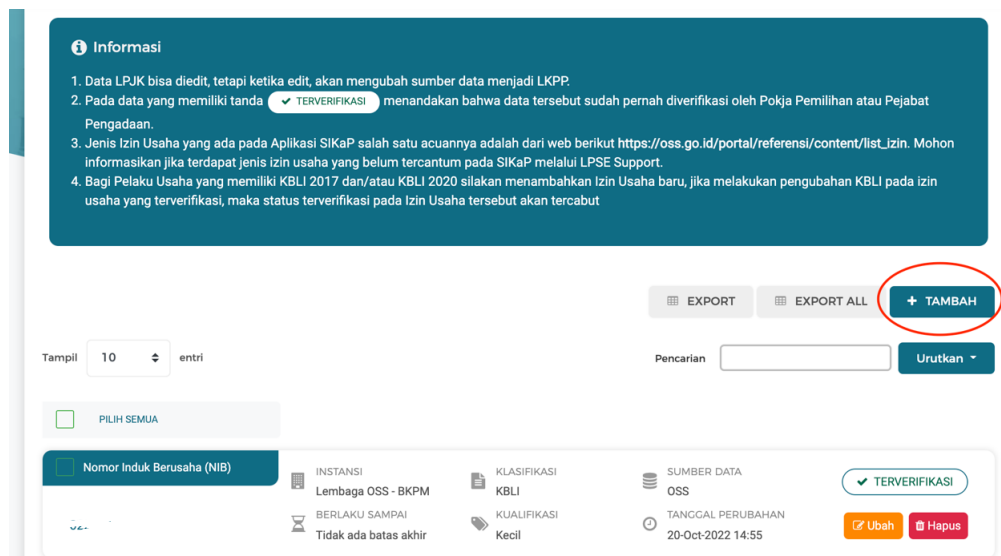 Informasi
1. Data LPJK bisa diedit, tetapi ketika edit, akan mengubah sumber data menjadi LKPP.
2. Pada data yang memiliki tanda ✔ TERVERIFIKASI menandakan bahwa data tersebut sudah pernah diverifikasi oleh Pokja Pemilihan atau Pejabat
Pengadaan.
3. Jenis Izin Usaha yang ada pada Aplikasi SIKaP salah satu acuannya adalah dari web berikut https://oss.go.id/portal/referensi/content/list_izin. Mohon
informasikan jika terdapat jenis izin usaha yang belum tercantum pada SIKaP melalui LPSE Support.
4. Bagi Pelaku Usaha yang memiliki KBLI 2017 dan/atau KBLI 2020 silakan menambahkan Izin Usaha baru, jika melakukan pengubahan KBLI pada izin
usaha yang terverifikasi, maka status terverifikasi pada Izin Usaha tersebut akan tercabut
EXPORT EXPORT ALL + TAMBAH
Tampil 10 entri Pencarian Urutkan
PILIH SEMUA
Nomor Induk Berusaha (NIB)
INSTANSI KLASIFIKASI SUMBER DATA
Lembaga OSS - BKPM KBLI OSS ✔ TERVERIFIKASI
BERLAKU SAMPAI KUALIFIKASI TANGGAL PERUBAHAN
Tidak ada batas akhir Kecil 20-Oct-2022 14:55 Ubah Hapus